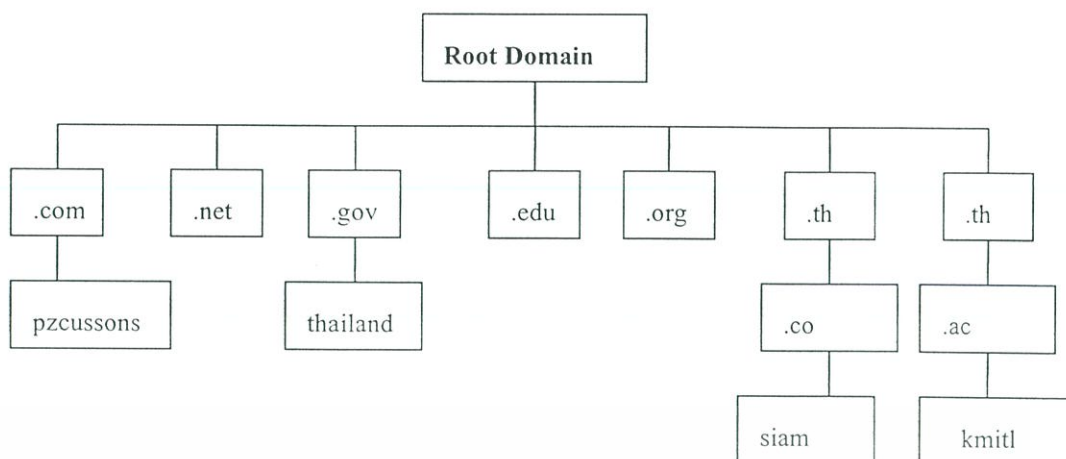 Root Domain
.com
.net
.gov
.edu
.org
.th
.th
pzcussons
thailand
.co
.ac
siam
kmitl